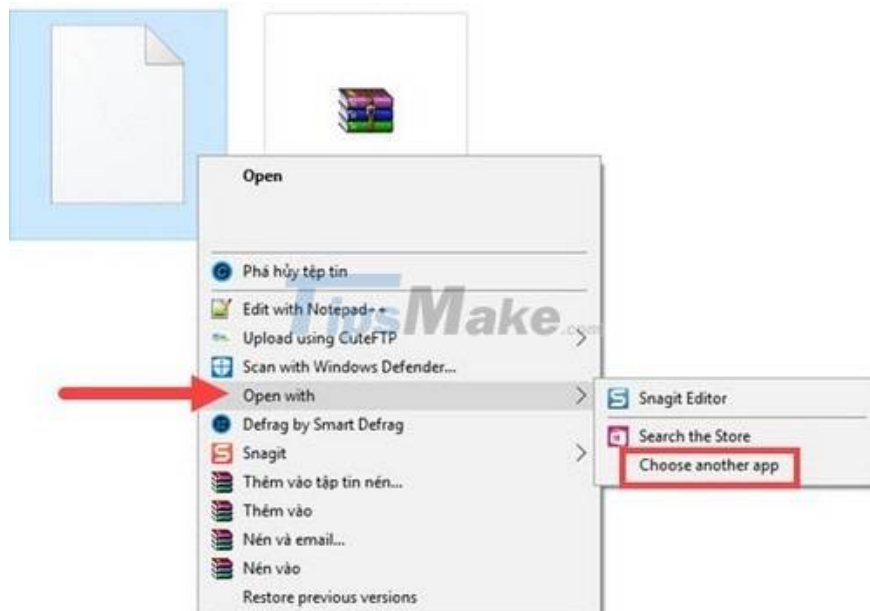 Open
Phá hủy tệp tin
TipsMake.com
Edit with Notepad++
Upload using CuteFTP
Scan with Windows Defender...
Open with
Snagit Editor
Defrag by Smart Defrag
Search the Store
Snagit
Choose another app
Thêm vào tập tin nén...
Thêm vào
Nén và email...
Nén vào
Restore previous versions